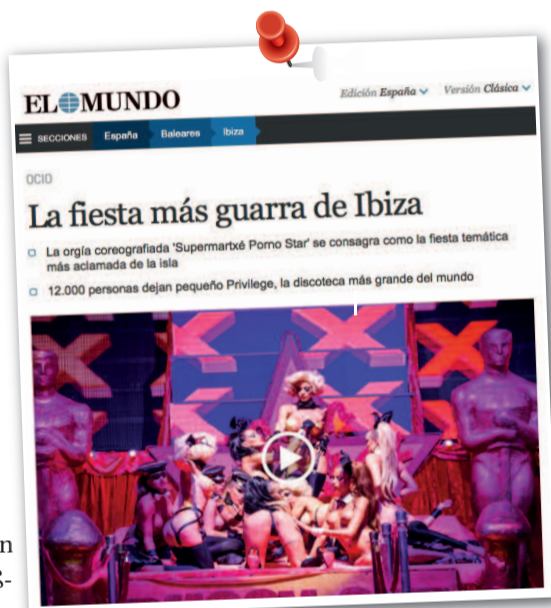 EL MUNDO
Edición España
Versión Clásica
SECCIONES España Baleares Ibiza
OCIO
La fiesta más guarra de Ibiza
La orgía coreografiada 'Supermartxé Porno Star' se consagra como la fiesta temática
más aclamada de la isla
12.000 personas dejan pequeño Privilege, la discoteca más grande del mundo
n